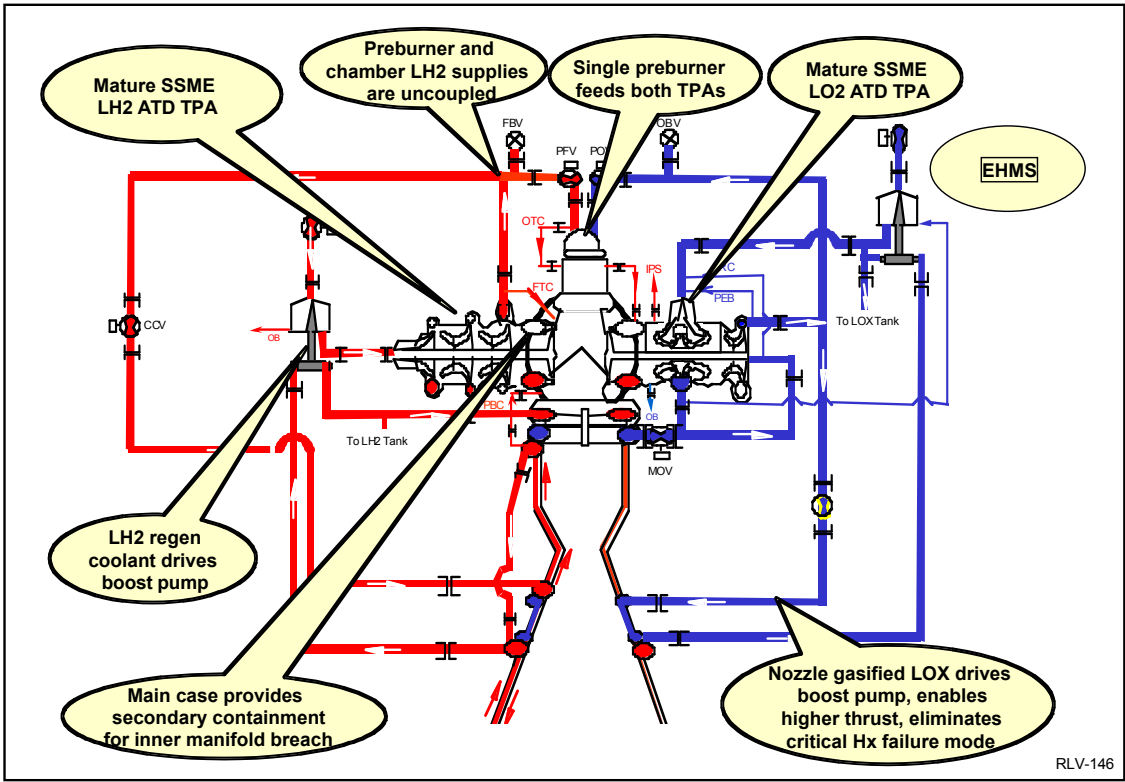 Mature SSME
LH2 ATD TPA
Preburner and
chamber LH2 supplies
are uncoupled
Single preburner
feeds both TPAs
Mature SSME
LO2 ATD TPA
EHMS
FBV
PFV
OBV
OTC
FTC
IPS
PEB
To LOX Tank
CCV
OB
PBC
To LH2 Tank
OB
MOV
LH2 regen
coolant drives
boost pump
Main case provides
secondary containment
for inner manifold breach
Nozzle gasified LOX drives
boost pump, enables
higher thrust, eliminates
critical Hx failure mode
RLV-146